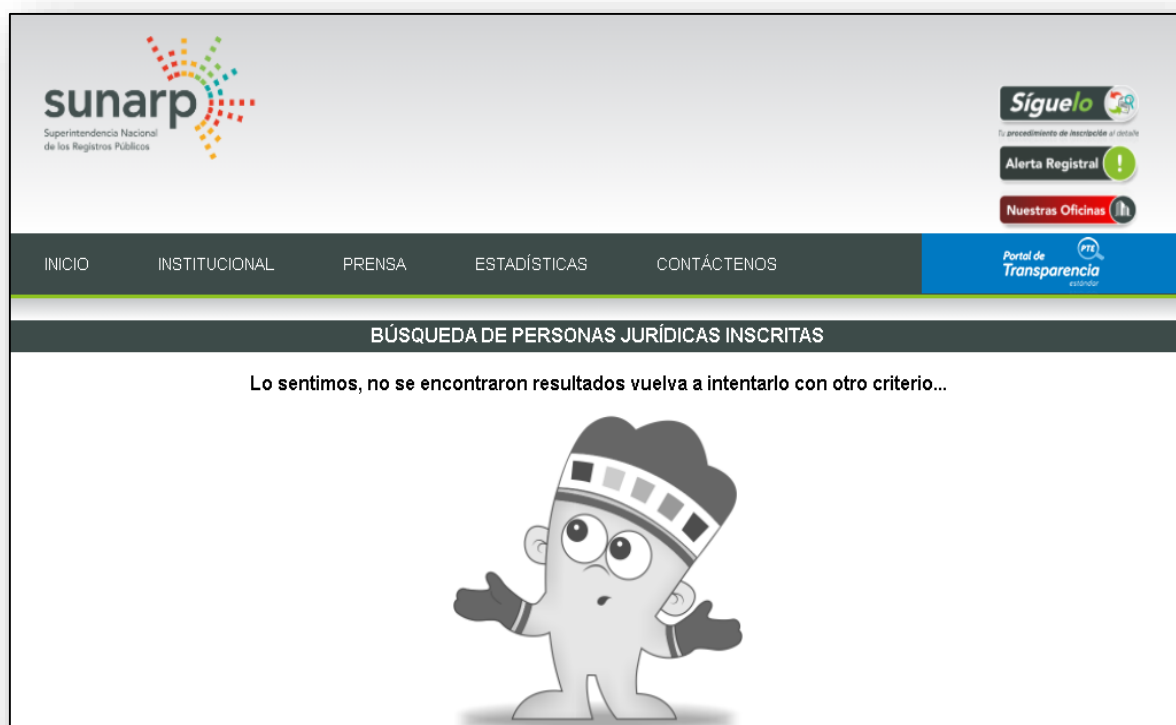 sunarp
Superintendencia Nacional
de los Registros Públicos
Síguelo
Tu procedimiento de inscripción al detalle
Alerta Registral
Nuestras Oficinas
INICIO INSTITUCIONAL PRENSA ESTADÍSTICAS CONTÁCTENOS
PTE
Portal de
Transparencia
estándar
BÚSQUEDA DE PERSONAS JURÍDICAS INSCRITAS
Lo sentimos, no se encontraron resultados vuelva a intentarlo con otro criterio...